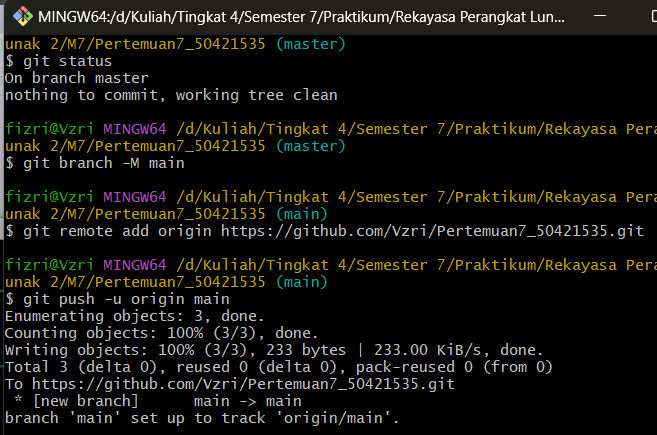 MINGW64:/d/Kuliah/Tingkat 4/Semester 7/Praktikum/Rekayasa Perangkat Lun...
unak 2/M7/Pertemuan7_50421535 (master)
$ git status
On branch master
nothing to commit, working tree clean
fizri@Vzri MINGW64 /d/Kuliah/Tingkat 4/Semester 7/Praktikum/Rekayasa Pera
unak 2/M7/Pertemuan7_50421535 (master)
$ git branch -M main
fizri@Vzri MINGW64 /d/Kuliah/Tingkat 4/Semester 7/Praktikum/Rekayasa Pera
unak 2/M7/Pertemuan7_50421535 (main)
$ git remote add origin https://github.com/Vzri/Pertemuan7_50421535.git
fizri@Vzri MINGW64 /d/Kuliah/Tingkat 4/Semester 7/Praktikum/Rekayasa Pera
unak 2/M7/Pertemuan7_50421535 (main)
$ git push -u origin main
Enumerating objects: 3, done.
Counting objects: 100% (3/3), done.
Writing objects: 100% (3/3), 233 bytes | 233.00 KiB/s, done.
Total 3 (delta 0), reused 0 (delta 0), pack-reused 0 (from 0)
To https://github.com/Vzri/Pertemuan7_50421535.git
 * [new branch]      main -> main
branch 'main' set up to track 'origin/main'.